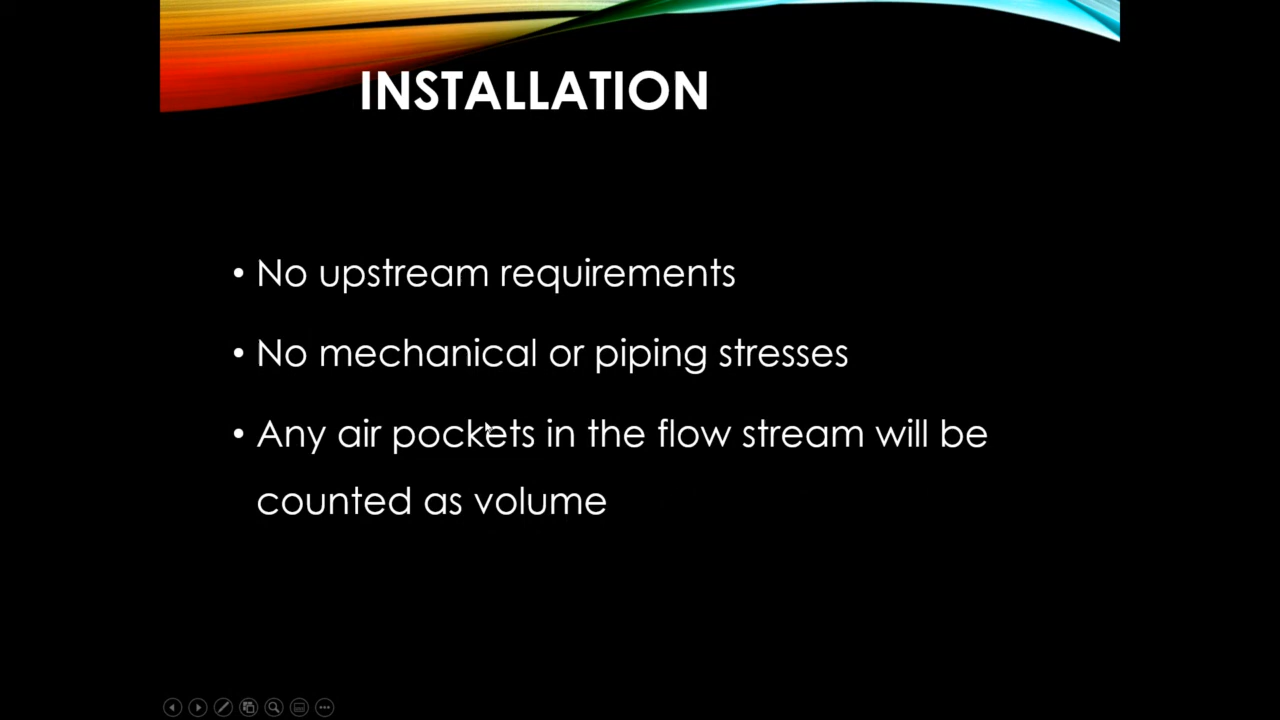 INSTALLATION
• No upstream requirements
• No mechanical or piping stresses
• Any air pockets in the flow stream will be
counted as volume